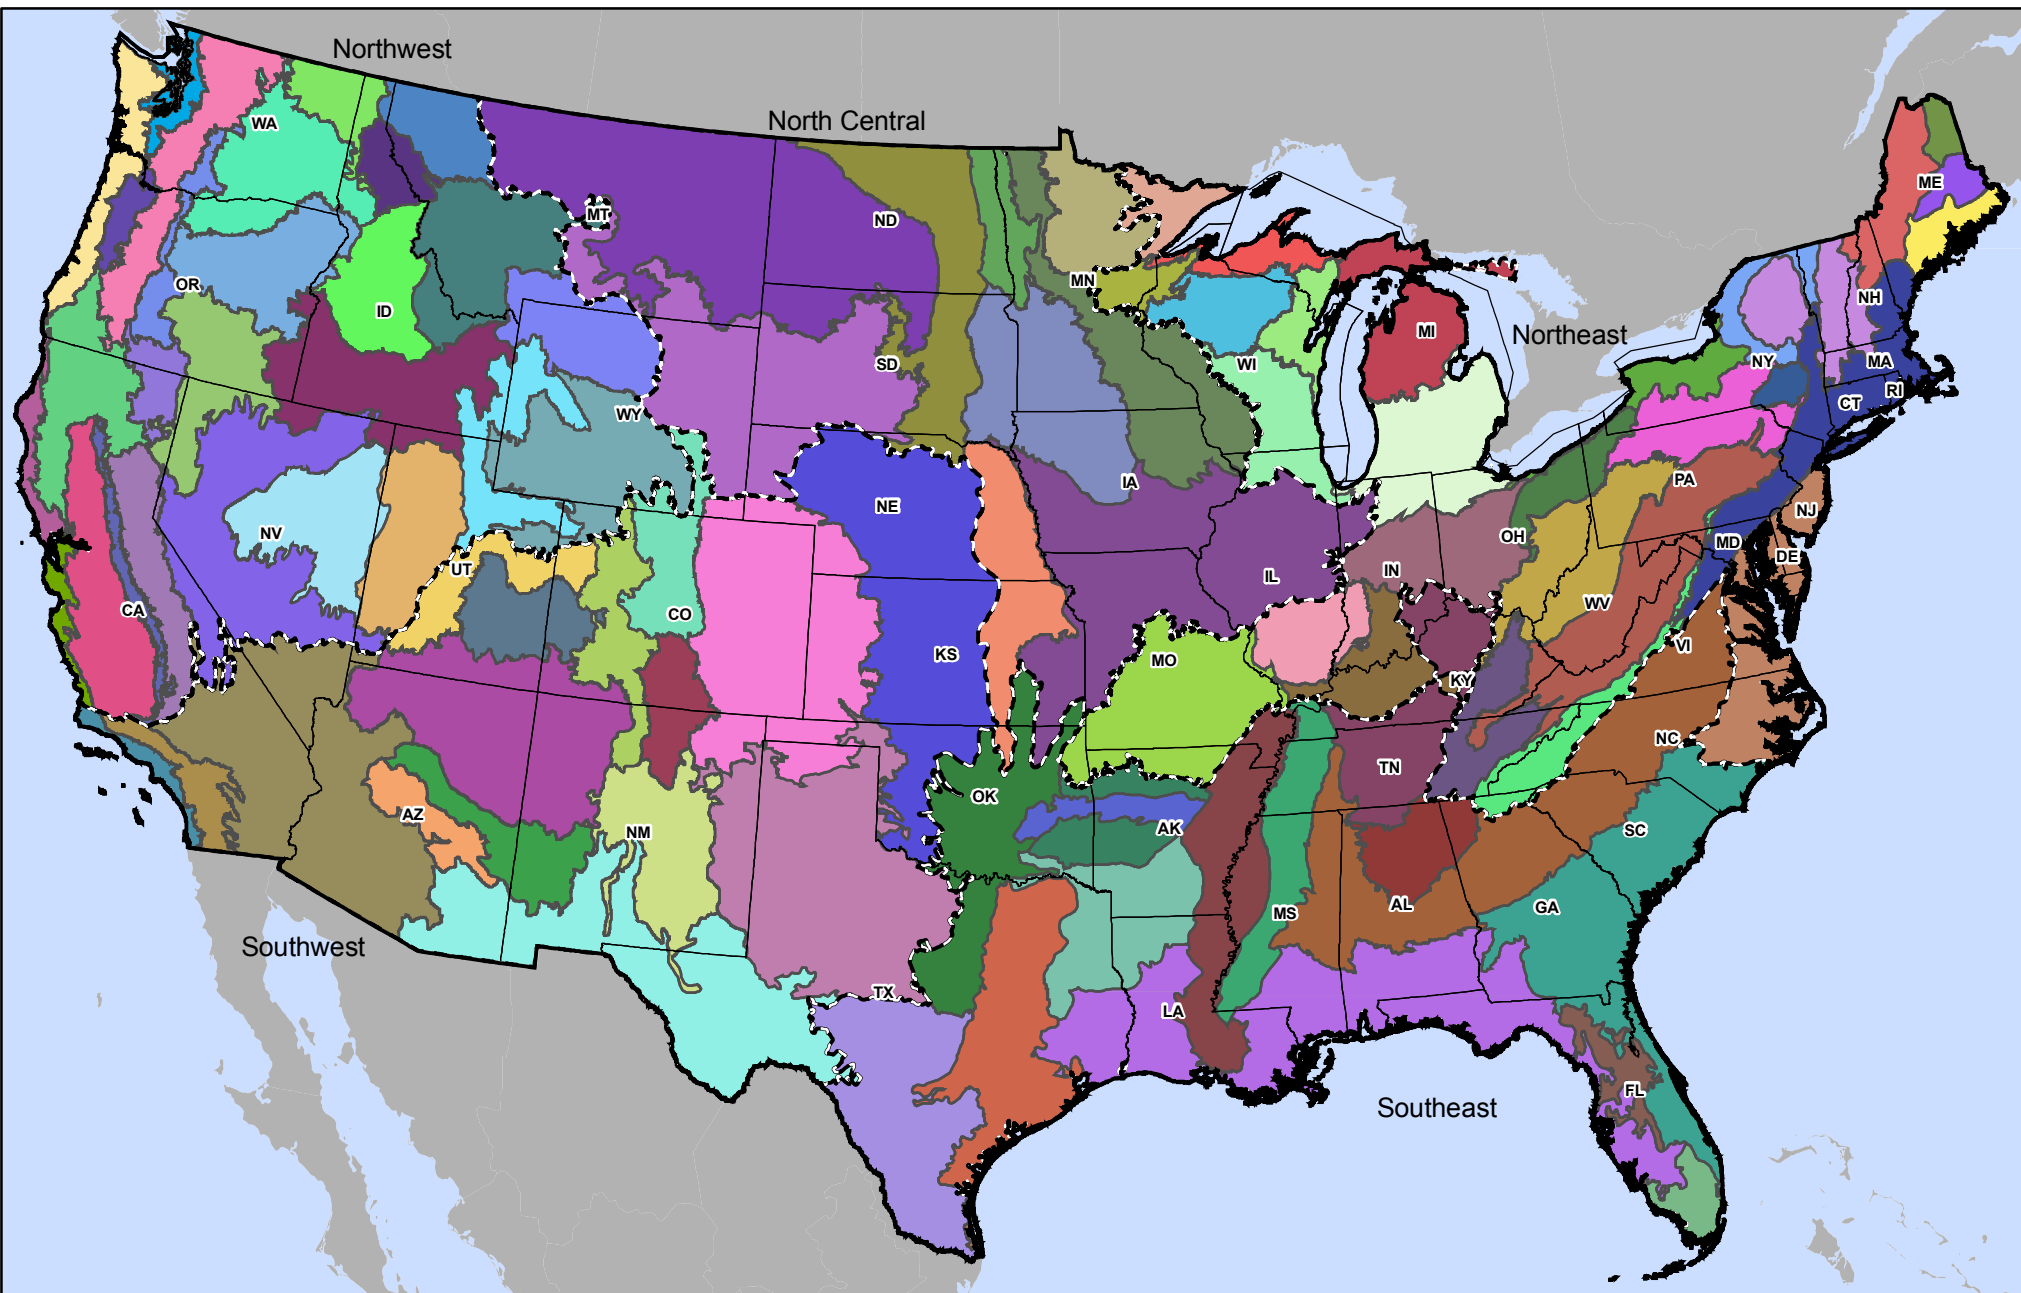 Northwest
North Central
WA
ME
MT
ND
OR
MN
NH
ID
MI
Northeast
SD
WI
NY
MA
RI
WY
CT
IA
PA
NE
NJ
NV
OH
MD
DE
UT
IN
IL
CA
CO
WV
KS
MO
VI
KY
NC
TN
OK
AZ
NM
AK
SC
AL
GA
MS
Southwest
TX
LA
FL
Southeast